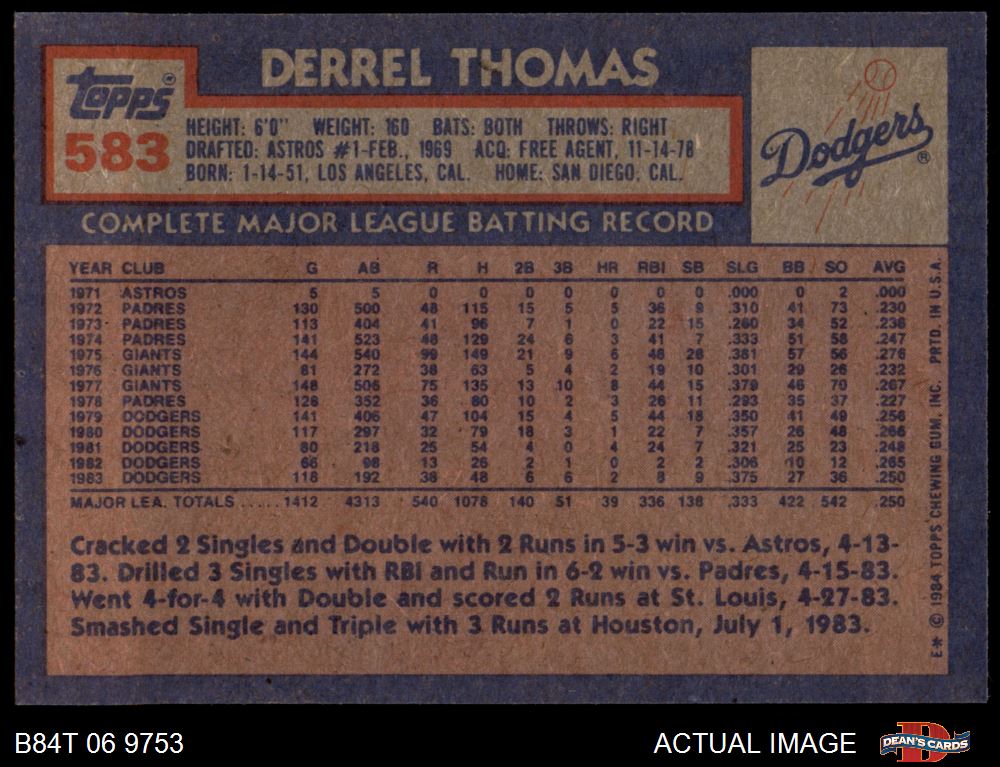 DERREL THOMAS
Topps
583
HEIGHT: 6'0" WEIGHT: 160 BATS: BOTH THROWS: RIGHT
DRAFTED: ASTROS #1-FEB., 1969 ACQ: FREE AGENT, 11-14-78
BORN: 1-14-51, LOS ANGELES, CAL. HOME: SAN DIEGO, CAL.
Dodgers ®
COMPLETE MAJOR LEAGUE BATTING RECORD
YEAR CLUB G AB R H 2B 3B HR RBI SB SLG BB SO AVG
1971 ASTROS 5 5 0 0 0 0 0 0 0 .000 0 2 .000
1972 PADRES 130 500 48 115 15 5 5 36 9 .310 41 73 .230
1973 PADRES 113 404 41 96 7 1 0 22 15 .260 34 52 .238
1974 PADRES 141 523 48 129 24 6 3 41 7 .333 51 58 .247
1975 GIANTS 144 540 99 149 21 9 6 48 28 .381 57 56 .276
1976 GIANTS 81 272 38 63 5 4 2 19 10 .301 29 26 .232
1977 GIANTS 148 506 75 135 13 10 8 44 15 .379 46 70 .267
1978 PADRES 128 352 36 80 10 2 3 26 11 .293 35 37 .227
1979 DODGERS 141 406 47 104 15 4 5 44 18 .350 41 49 .256
1980 DODGERS 117 297 32 79 18 3 1 22 7 .357 26 48 .266
1981 DODGERS 80 218 25 54 4 0 4 24 7 .321 25 23 .248
1982 DODGERS 66 98 13 26 2 1 0 2 2 .306 10 12 .265
1983 DODGERS 118 192 38 48 6 6 2 8 9 .375 27 36 .250
MAJOR LEA. TOTALS ..... 1412 4313 540 1078 140 51 39 336 138 .333 422 542 .250
Cracked 2 Singles and Double with 2 Runs in 5-3 win vs. Astros, 4-13-
83. Drilled 3 Singles with RBI and Run in 6-2 win vs. Padres, 4-15-83.
Went 4-for-4 with Double and scored 2 Runs at St. Louis, 4-27-83.
Smashed Single and Triple with 3 Runs at Houston, July 1, 1983.
E* © 1984 TOPPS CHEWING GUM, INC. PRTD. IN U.S.A.
B84T 06 9753
ACTUAL IMAGE
DEAN'S CARDS